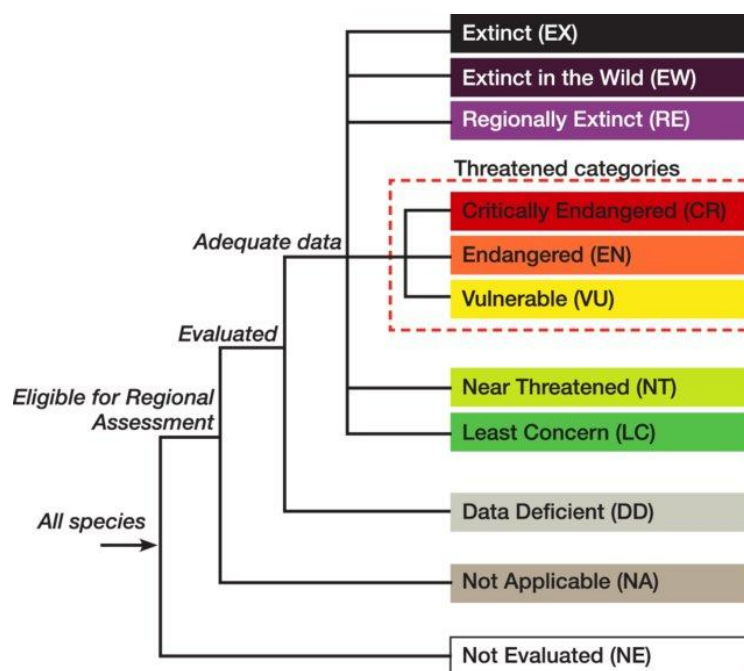 Extinct (EX)
Extinct in the Wild (EW)
Regionally Extinct (RE)
Threatened categories
Critically Endangered (CR)
Adequate data
Endangered (EN)
Vulnerable (VU)
Evaluated
Eligible for Regional
Assessment
Near Threatened (NT)
Least Concern (LC)
All species
Data Deficient (DD)
Not Applicable (NA)
Not Evaluated (NE)